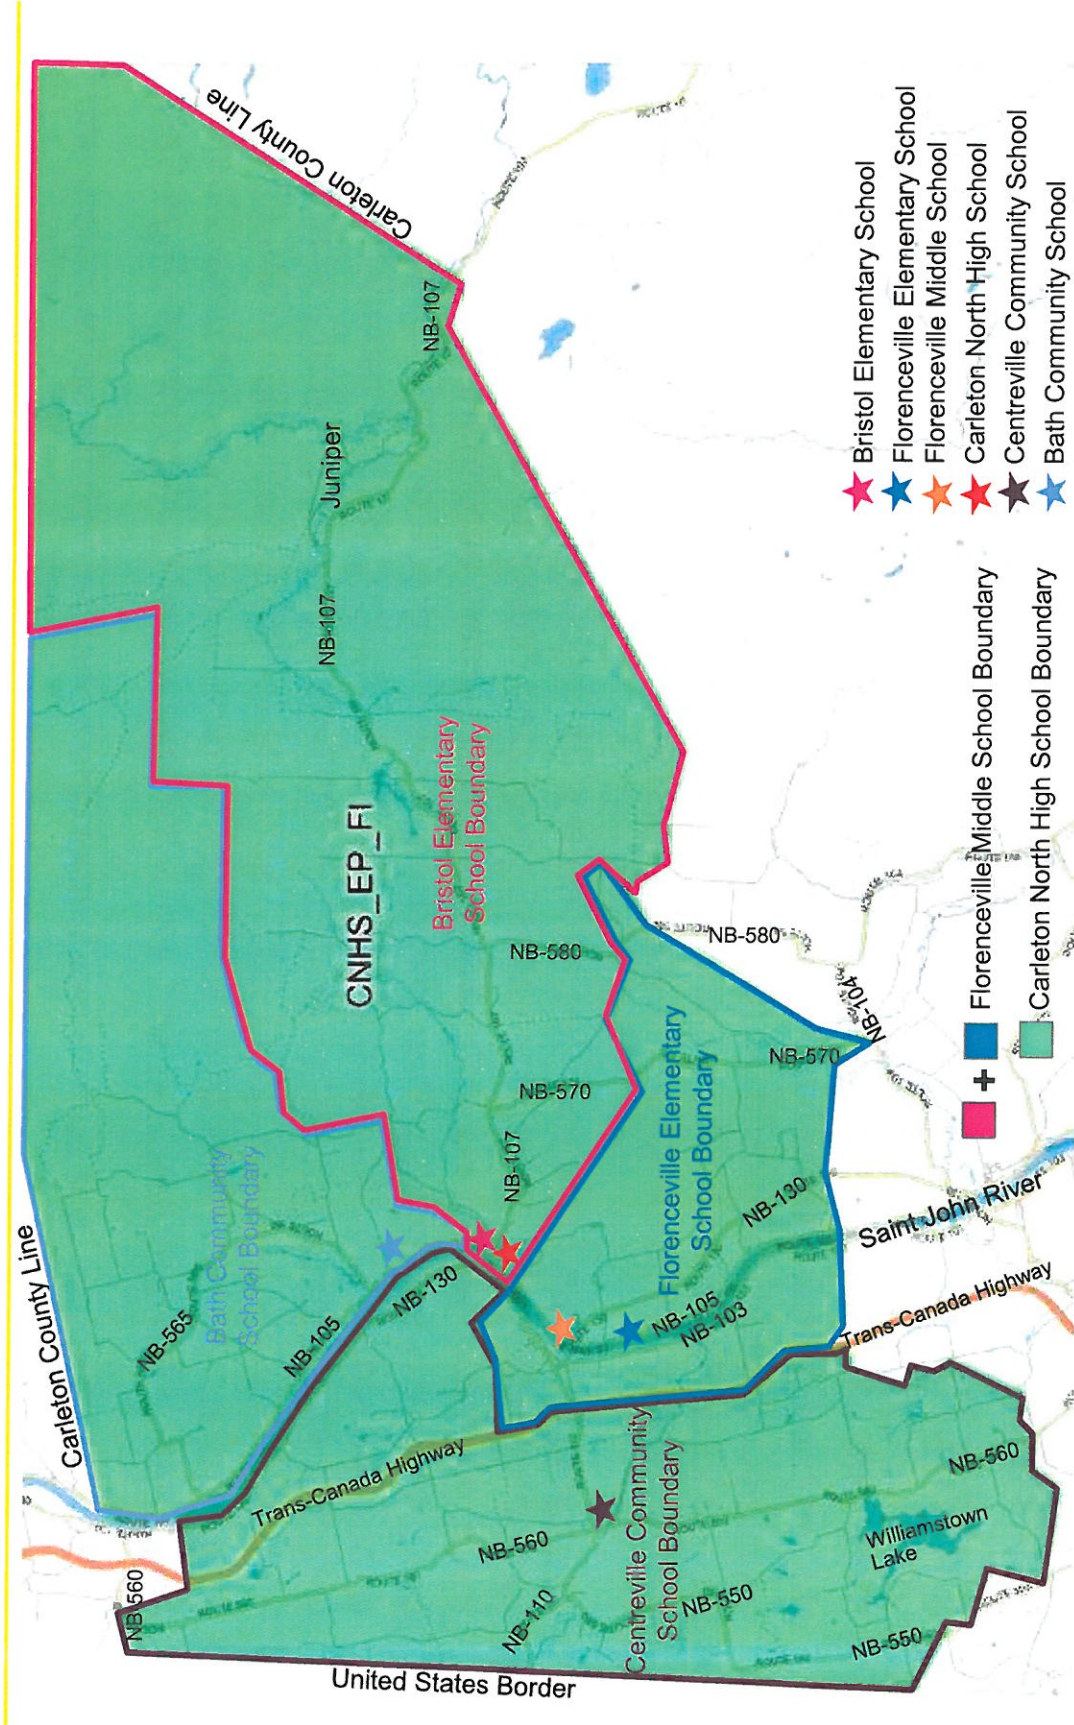 Carleton County Line
Carleton County Line
NB-107
Juniper
NB-107
CNHS_EP_FI
Bristol Elementary
School Boundary
NB-580
NB-580
NB-570
NB-570
NB-104
NB-107
Bath Community
School Boundary
NB-565
NB-105
NB-130
Florenceville Elementary
School Boundary
NB-130
NB-105
NB-103
Saint John River
Trans-Canada Highway
Trans-Canada Highway
NB-560
NB-560
NB-560
Centreville Community
School Boundary
NB-110
NB-550
NB-550
Williamstown
Lake
United States Border
Bristol Elementary School
Florenceville Elementary School
Florenceville Middle School
Carleton North High School
Centreville Community School
Bath Community School
+ Florenceville Middle School Boundary
Carleton North High School Boundary